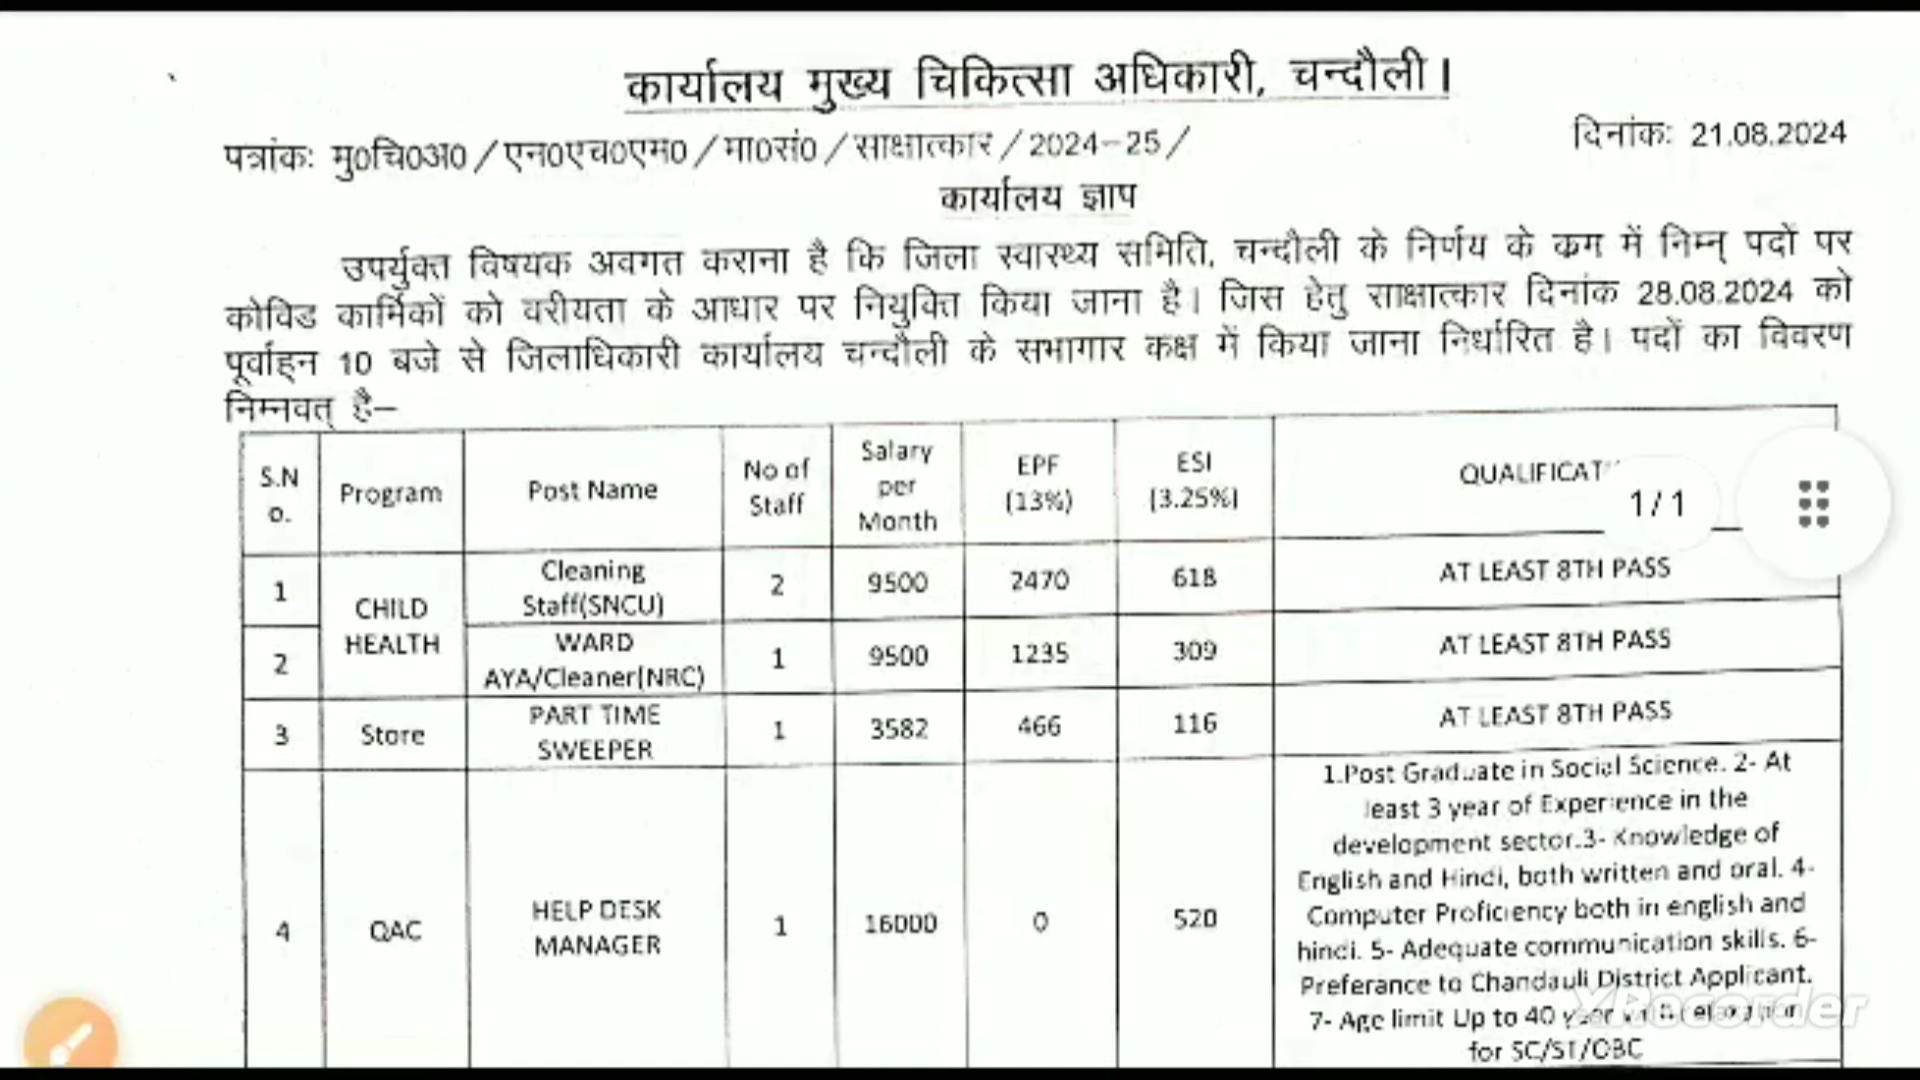 कार्यालय मुख्य चिकित्सा अधिकारी, चन्दौली।
पत्रांकः मु0चि0अ0/एन0एच0एम0/मा0सं0/साक्षात्कार/2024-25/
दिनांकः 21.08.2024
कार्यालय ज्ञाप
उपर्युक्त विषयक अवगत कराना है कि जिला स्वास्थ्य समिति, चन्दौली के निर्णय के क्रम में निम्न् पदों पर
कोविड कार्मिकों को वरीयता के आधार पर नियुक्ति किया जाना है। जिस हेतु साक्षात्कार दिनांक 28.08.2024 को
पूर्वाह्न 10 बजे से जिलाधिकारी कार्यालय चन्दौली के सभागार कक्ष में किया जाना निर्धारित है। पदों का विवरण
निम्नवत् है–
S.N
o.
Program
Post Name
No of
Staff
Salary
per
Month
EPF
(13%)
ESI
(3.25%)
QUALIFICAT
1/1
1
CHILD
HEALTH
Cleaning
Staff(SNCU)
2
9500
2470
618
AT LEAST 8TH PASS
2
WARD
AYA/Cleaner(NRC)
1
9500
1235
309
AT LEAST 8TH PASS
3
Store
PART TIME
SWEEPER
1
3582
466
116
AT LEAST 8TH PASS
4
QAC
HELP DESK
MANAGER
1
16000
0
520
1.Post Graduate in Social Science. 2- At
least 3 year of Experience in the
development sector.3- Knowledge of
English and Hindi, both written and oral. 4-
Computer Proficiency both in english and
hindi. 5- Adequate communication skills. 6-
Preferance to Chandauli District Applicant.
7- Age limit Up to 40 year
for SC/ST/OBC
XRecorder